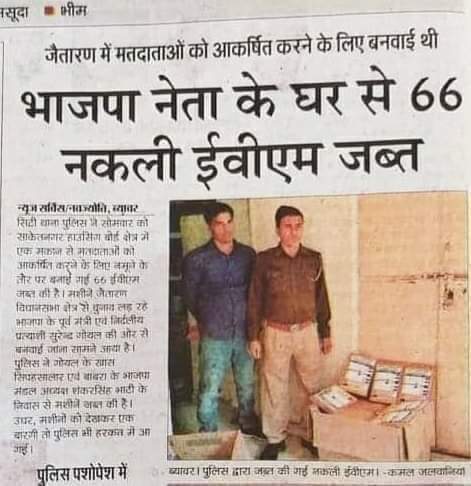 मसूदा ■ भीम
जैतारण में मतदाताओं को आकर्षित करने के लिए बनवाई थी
भाजपा नेता के घर से 66
नकली ईवीएम जब्त
न्यूज सर्विस/नवज्योति, ब्यावर
सिटी थाना पुलिस ने सोमवार को
साकेतनगर हाउसिंग बोर्ड क्षेत्र में
एक मकान से मतदाताओं को
आकर्षित करने के लिए नमूने के
तौर पर बनाई गई 66 ईवीएम
जब्त की है। मशीनें जैतारण
विधानसभा क्षेत्र से चुनाव लड़ रहे
भाजपा के पूर्व मंत्री एवं निर्दलीय
प्रत्याशी सुरेन्द्र गोयल की ओर से
बनवाई जाना सामने आया है।
पुलिस ने गोयल के खास
सिपहसालार एवं बाबरा के भाजपा
मंडल अध्यक्ष शंकरसिंह भाटी के
निवास से मशीनें जब्त की है।
उधर, मशीनों को देखकर एक
बारगी तो पुलिस भी हरकत में आ
गई।
पुलिस पशोपेश में
ब्यावर। पुलिस द्वारा जब्त की गई नकली ईवीएम। -कमल जलवानियां